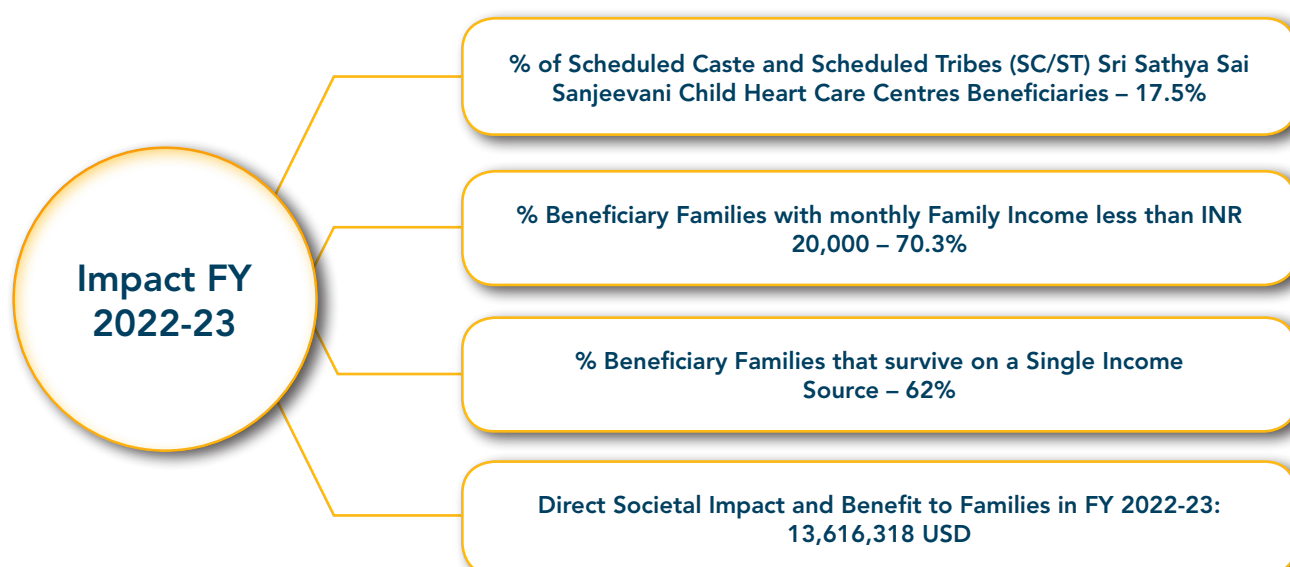 Impact FY
2022-23
% of Scheduled Caste and Scheduled Tribes (SC/ST) Sri Sathya Sai
Sanjeevani Child Heart Care Centres Beneficiaries – 17.5%
% Beneficiary Families with monthly Family Income less than INR
20,000 – 70.3%
% Beneficiary Families that survive on a Single Income
Source – 62%
Direct Societal Impact and Benefit to Families in FY 2022-23:
13,616,318 USD